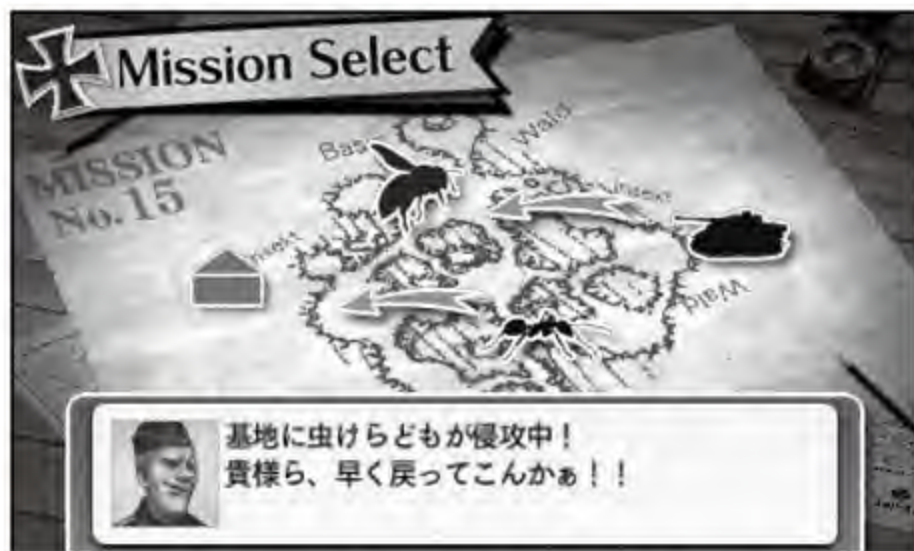 Mission Select
MISSION
No.15
Wald
Wald
基地に虫けらどもが侵攻中！
貴様ら、早く戻ってこんかぁ！！